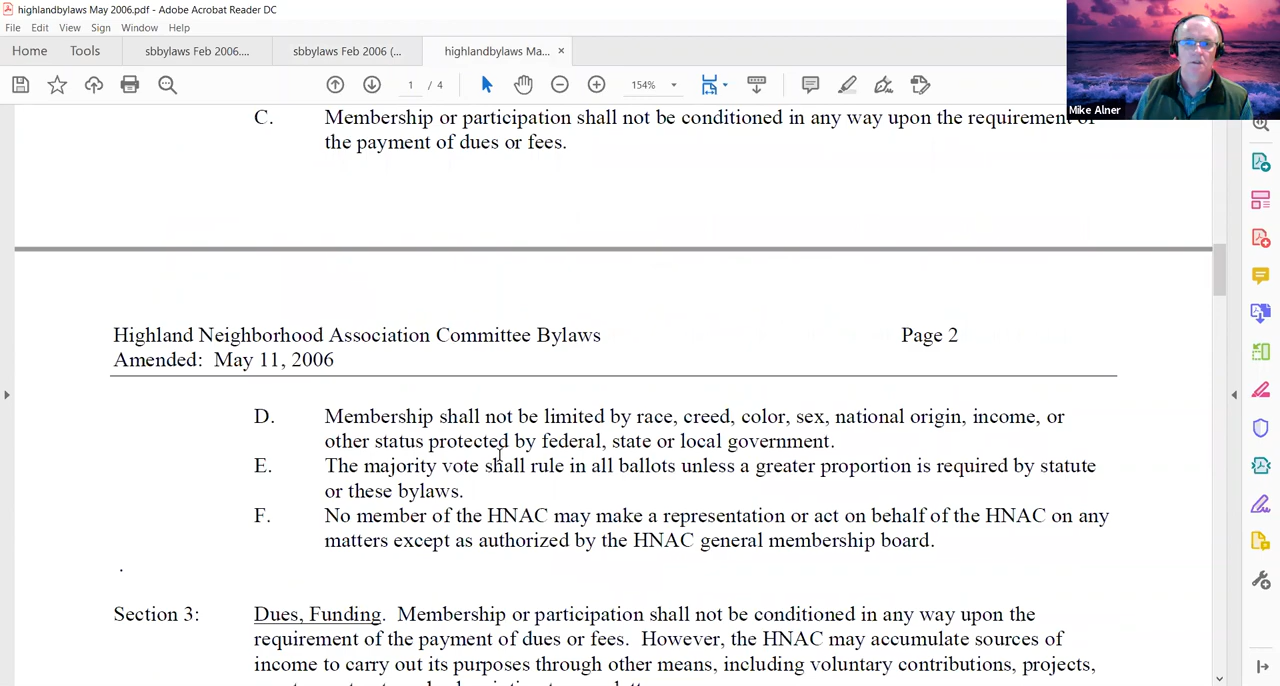 highlandbylaws May 2006.pdf - Adobe Acrobat Reader DC
File Edit View Window Help
Home Tools sbbylaws Feb 2006.... sbbylaws Feb 2006 (... highlandbylaws Ma... ×
1 / 4 154%
Mike Alner
C. Membership or participation shall not be conditioned in any way upon the requirement of
the payment of dues or fees.
Highland Neighborhood Association Committee Bylaws Page 2
Amended: May 11, 2006
D. Membership shall not be limited by race, creed, color, sex, national origin, income, or
other status protected by federal, state or local government.
E. The majority vote shall rule in all ballots unless a greater proportion is required by statute
or these bylaws.
F. No member of the HNAC may make a representation or act on behalf of the HNAC on any
matters except as authorized by the HNAC general membership board.
.
Section 3: Dues, Funding. Membership or participation shall not be conditioned in any way upon the
requirement of the payment of dues or fees. However, the HNAC may accumulate sources of
income to carry out its purposes through other means, including voluntary contributions, projects,